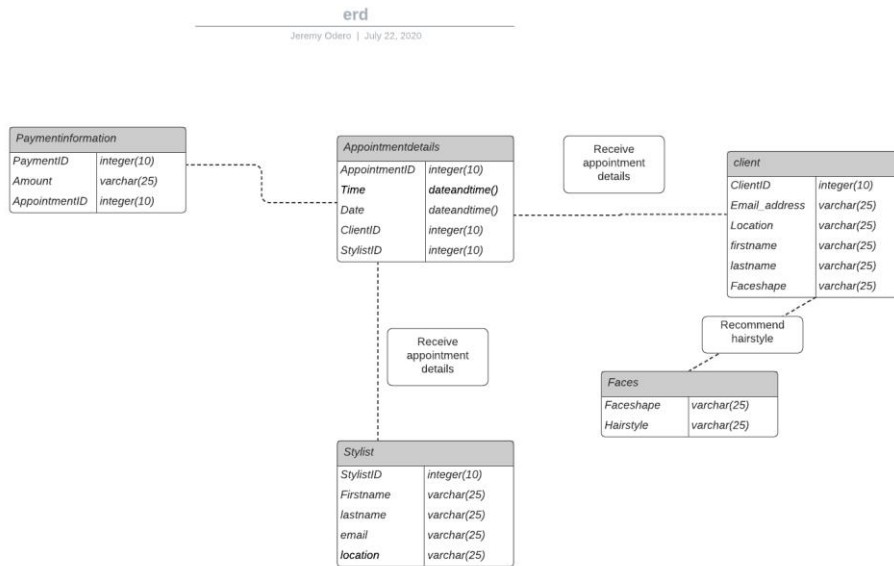 erd
Jeremy Odero | July 22, 2020
Paymentinformation
PaymentID integer(10)
Amount varchar(25)
AppointmentID integer(10)
Appointmentdetails
AppointmentID integer(10)
Time dateandtime()
Date dateandtime()
ClientID integer(10)
StylistID integer(10)
Receive
appointment
details
client
ClientID integer(10)
Email_address varchar(25)
Location varchar(25)
firstname varchar(25)
lastname varchar(25)
Faceshape varchar(25)
Recommend
hairstyle
Receive
appointment
details
Faces
Faceshape varchar(25)
Hairstyle varchar(25)
Stylist
StylistID integer(10)
Firstname varchar(25)
lastname varchar(25)
email varchar(25)
location varchar(25)